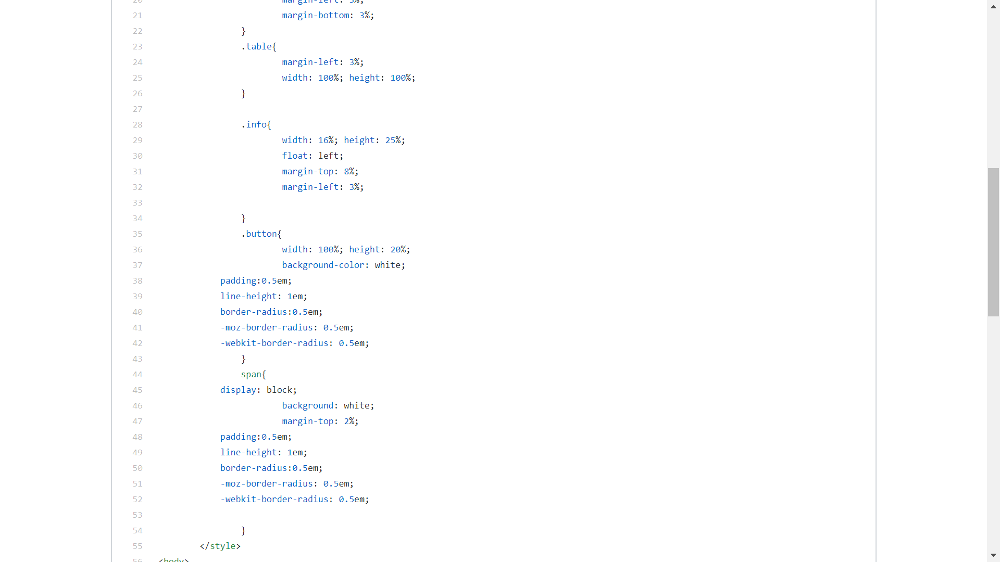 20 margin-left: 3%;
21 margin-bottom: 3%;
22 }
23 .table{
24 margin-left: 3%;
25 width: 100%; height: 100%;
26 }
27
28 .info{
29 width: 16%; height: 25%;
30 float: left;
31 margin-top: 8%;
32 margin-left: 3%;
33
34 }
35 .button{
36 width: 100%; height: 20%;
37 background-color: white;
38 padding:0.5em;
39 line-height: 1em;
40 border-radius:0.5em;
41 -moz-border-radius: 0.5em;
42 -webkit-border-radius: 0.5em;
43 }
44 span{
45 display: block;
46 background: white;
47 margin-top: 2%;
48 padding:0.5em;
49 line-height: 1em;
50 border-radius:0.5em;
51 -moz-border-radius: 0.5em;
52 -webkit-border-radius: 0.5em;
53
54 }
55 </style>
56 <body>